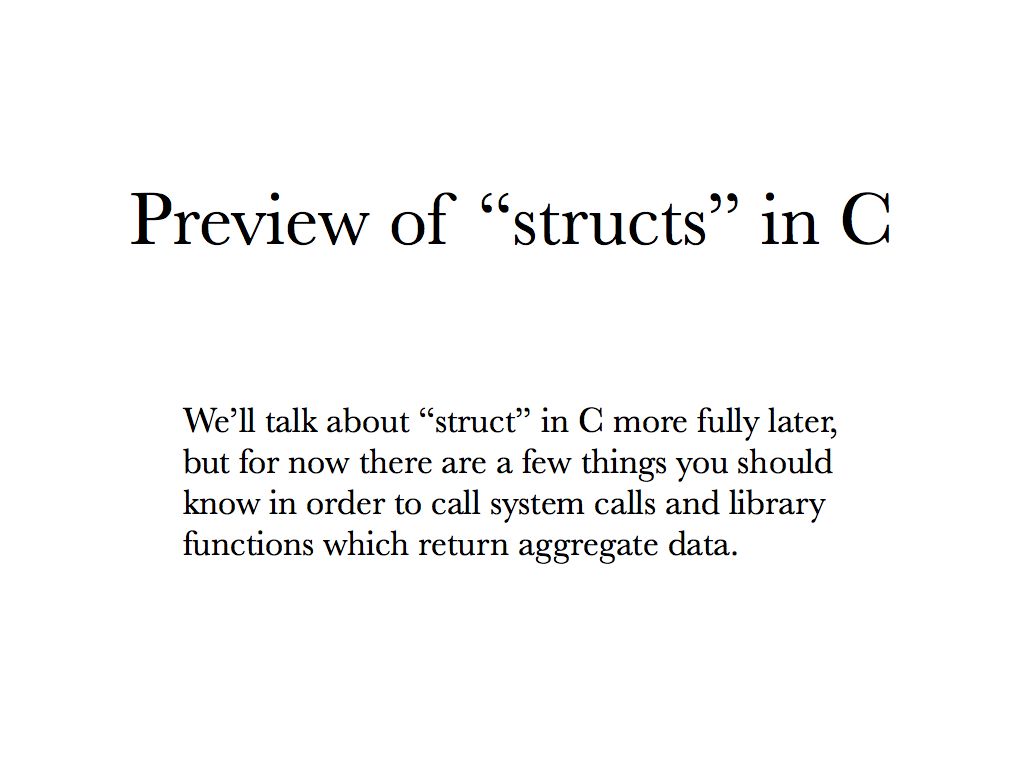 Preview of “structs” in C
We’ll talk about “struct” in C more fully later,
but for now there are a few things you should
know in order to call system calls and library
functions which return aggregate data.